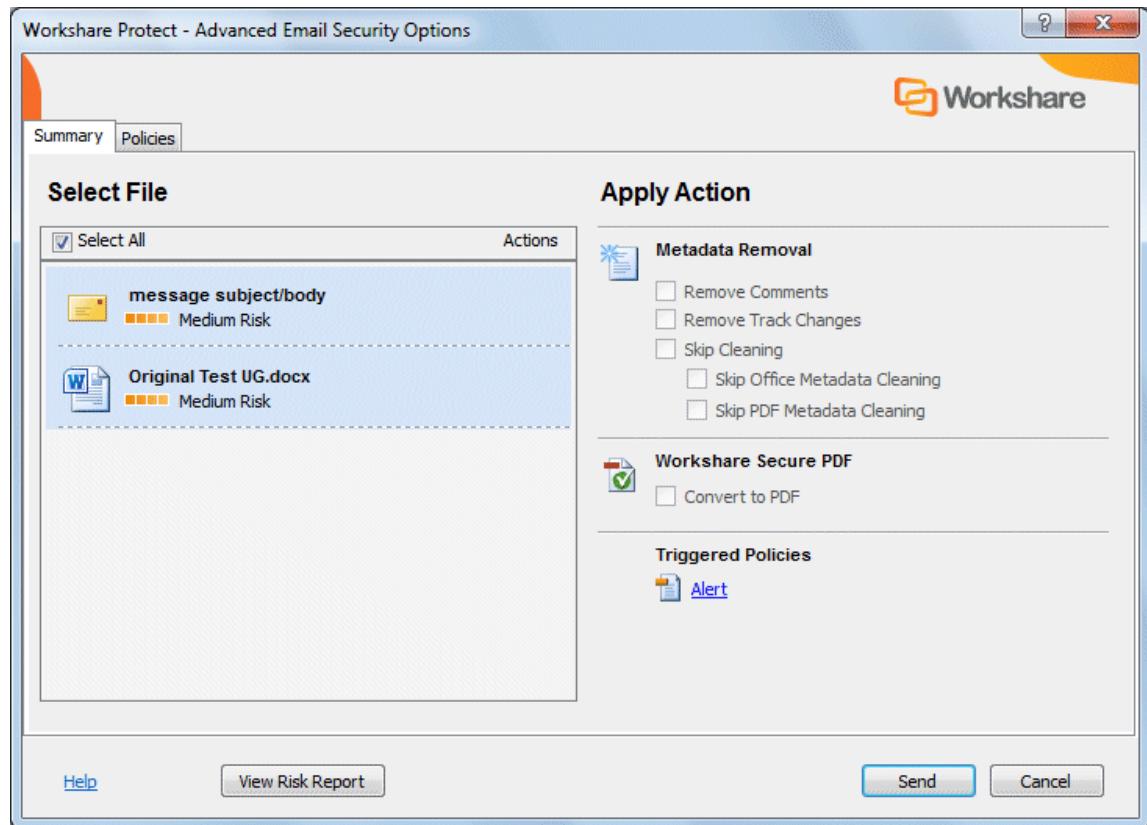 Workshare Protect - Advanced Email Security Options
?
X
Workshare
Summary Policies
Select File
Select All Actions
message subject/body
Medium Risk
Original Test UG.docx
Medium Risk
Apply Action
Metadata Removal
Remove Comments
Remove Track Changes
Skip Cleaning
Skip Office Metadata Cleaning
Skip PDF Metadata Cleaning
Workshare Secure PDF
Convert to PDF
Triggered Policies
Alert
Help View Risk Report Send Cancel